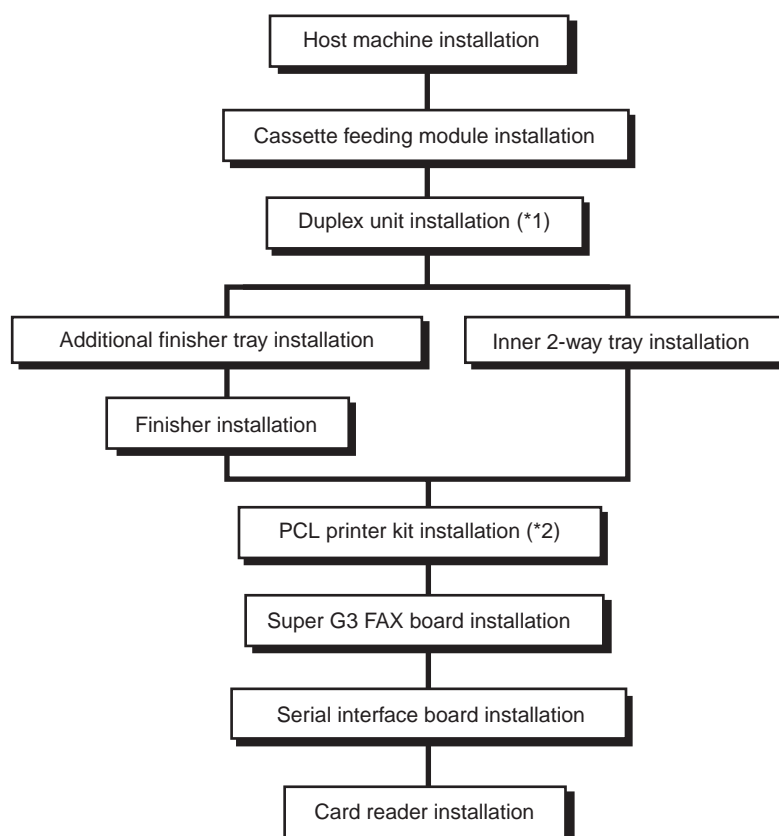 Host machine installation
Cassette feeding module installation
Duplex unit installation (*1)
Additional finisher tray installation
Inner 2-way tray installation
Finisher installation
PCL printer kit installation (*2)
Super G3 FAX board installation
Serial interface board installation
Card reader installation